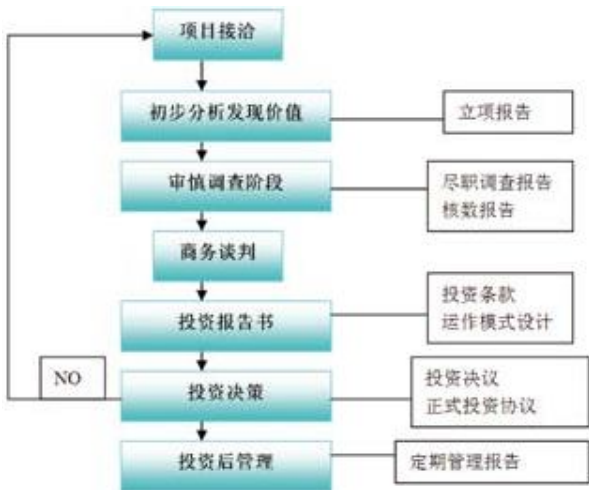 项目接洽
初步分析发现价值
立项报告
审慎调查阶段
尽职调查报告
核数报告
商务谈判
投资报告书
投资条款
运作模式设计
NO
投资决策
投资决议
正式投资协议
投资后管理
定期管理报告